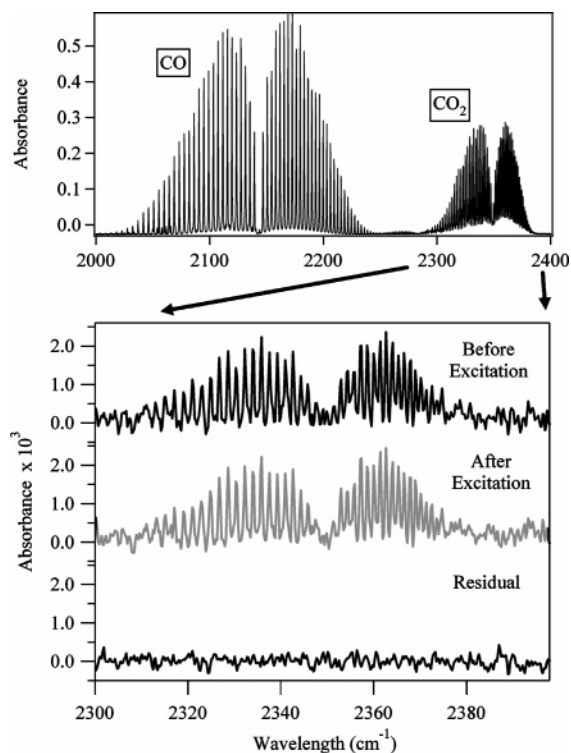 CO
CO2
Absorbance
0.5
0.4
0.3
0.2
0.1
0.0
2000 2100 2200 2300 2400
Before
Excitation
2.0
1.0
0.0
After
Excitation
2.0
1.0
0.0
Residual
2.0
1.0
0.0
Absorbance x 10³
2300 2320 2340 2360 2380
Wavelength (cm⁻¹)